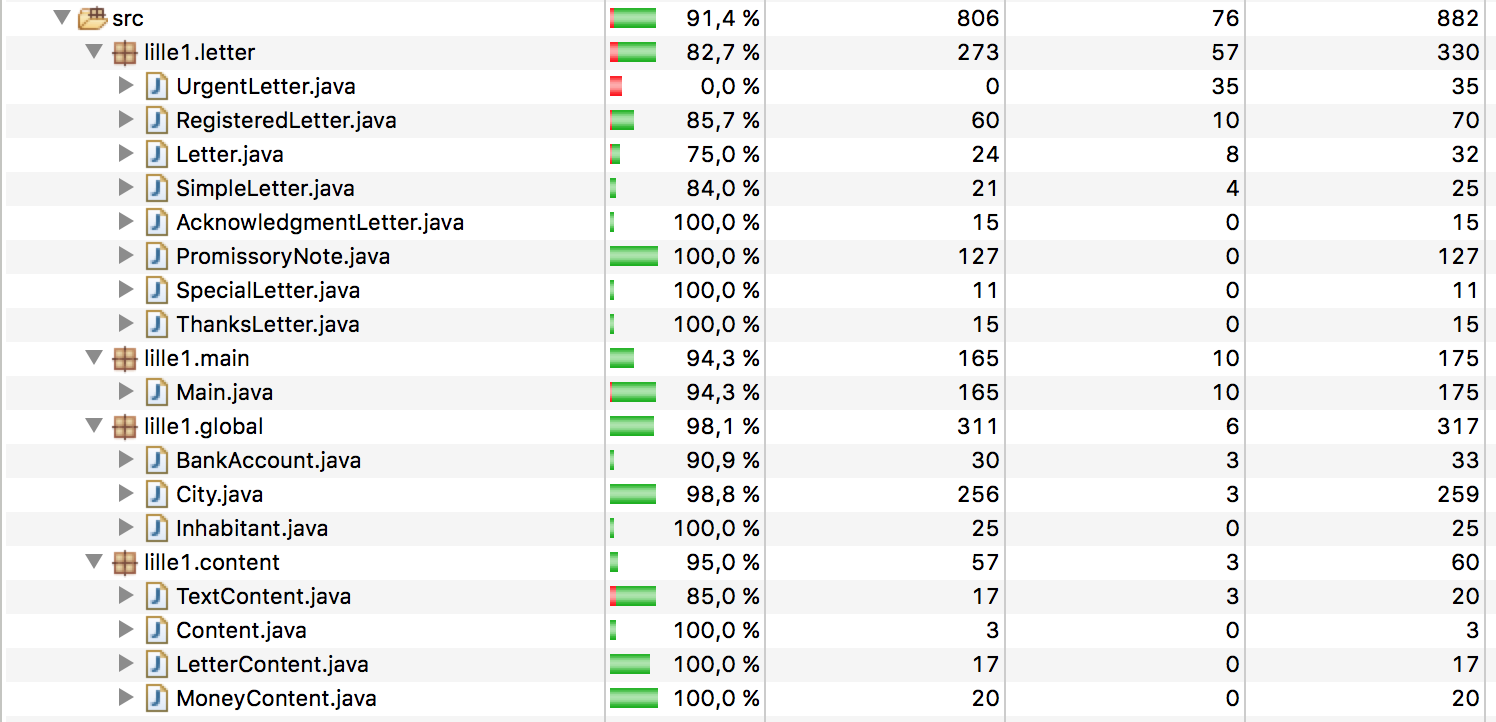 src 91,4 % 806 76 882
lille1.letter 82,7 % 273 57 330
UrgentLetter.java 0,0 % 0 35 35
RegisteredLetter.java 85,7 % 60 10 70
Letter.java 75,0 % 24 8 32
SimpleLetter.java 84,0 % 21 4 25
AcknowledgmentLetter.java 100,0 % 15 0 15
PromissoryNote.java 100,0 % 127 0 127
SpecialLetter.java 100,0 % 11 0 11
ThanksLetter.java 100,0 % 15 0 15
lille1.main 94,3 % 165 10 175
Main.java 94,3 % 165 10 175
lille1.global 98,1 % 311 6 317
BankAccount.java 90,9 % 30 3 33
City.java 98,8 % 256 3 259
Inhabitant.java 100,0 % 25 0 25
lille1.content 95,0 % 57 3 60
TextContent.java 85,0 % 17 3 20
Content.java 100,0 % 3 0 3
LetterContent.java 100,0 % 17 0 17
MoneyContent.java 100,0 % 20 0 20